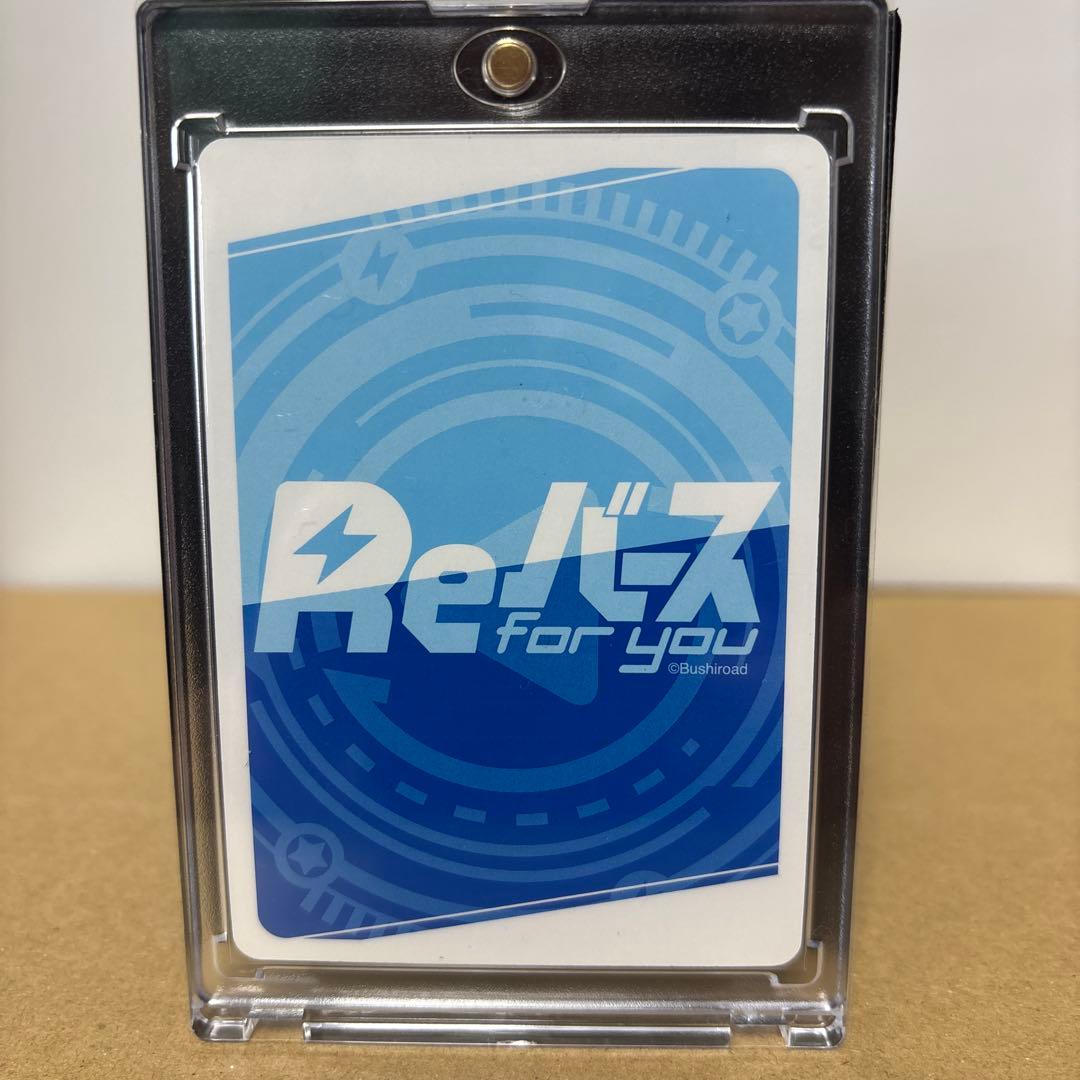 Reバース
for you
©Bushiroad